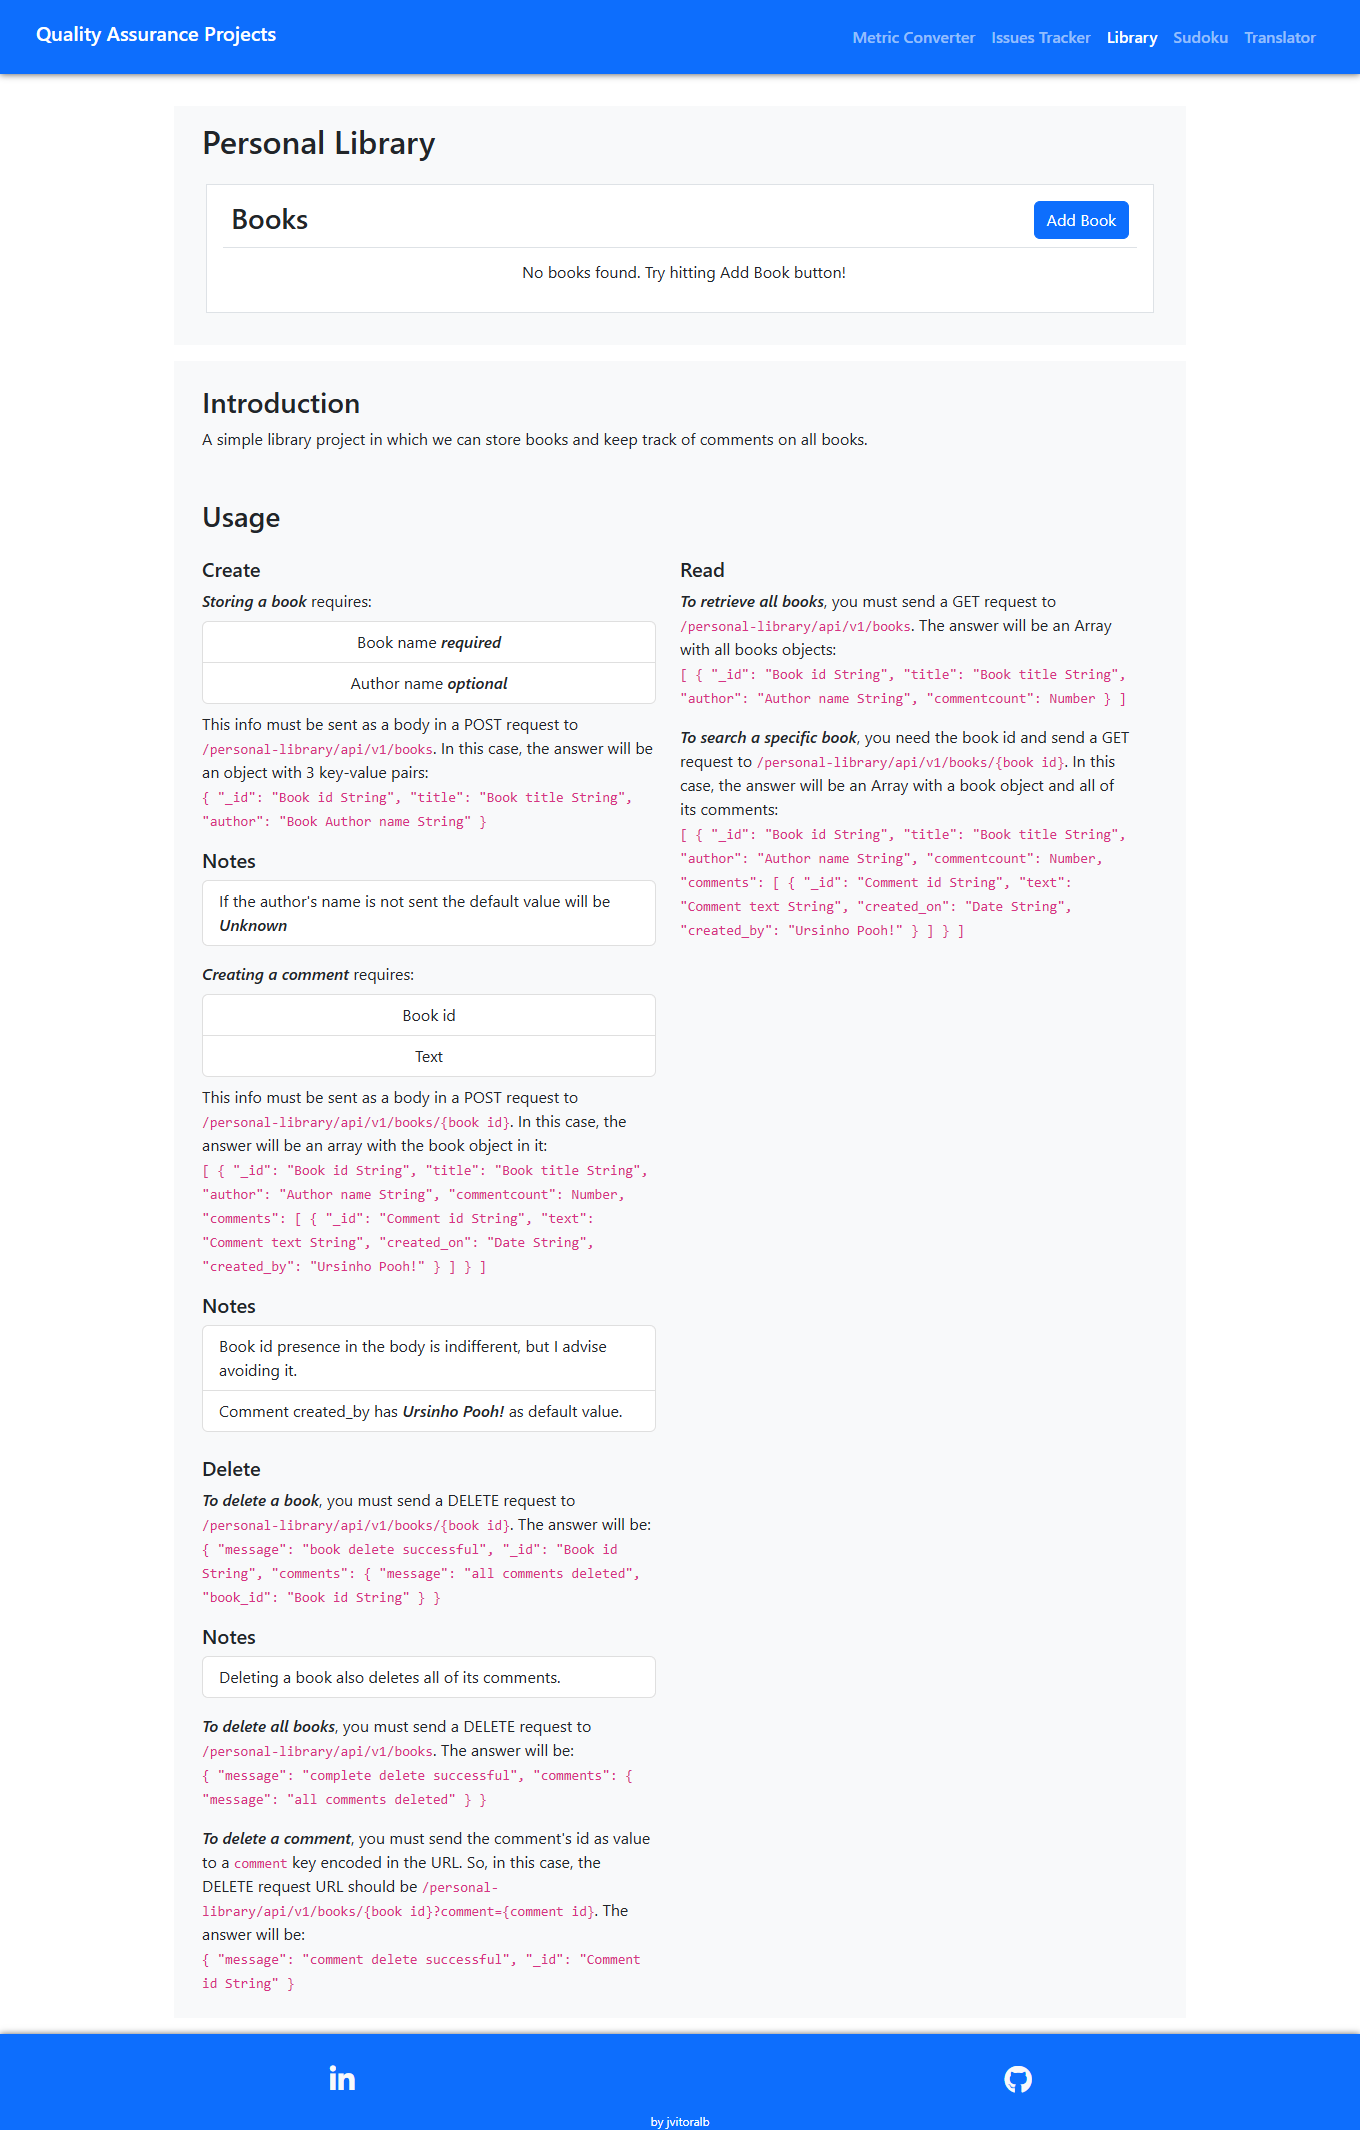 Quality Assurance Projects
Metric Converter Issues Tracker Library Sudoku Translator
Personal Library
Books
Add Book
No books found. Try hitting Add Book button!
Introduction
A simple library project in which we can store books and keep track of comments on all books.
Usage
Create
Storing a book requires:
Book name required
Author name optional
This info must be sent as a body in a POST request to
/personal-library/api/v1/books. In this case, the answer will be
an object with 3 key-value pairs:
{ "_id": "Book id String", "title": "Book title String",
"author": "Book Author name String" }
Notes
If the author's name is not sent the default value will be
Unknown
Creating a comment requires:
Book id
Text
This info must be sent as a body in a POST request to
/personal-library/api/v1/books/{book id}. In this case, the
answer will be an array with the book object in it:
[ { "_id": "Book id String", "title": "Book title String",
"author": "Author name String", "commentcount": Number,
"comments": [ { "_id": "Comment id String", "text":
"Comment text String", "created_on": "Date String",
"created_by": "Ursinho Pooh!" } ] } ]
Notes
Book id presence in the body is indifferent, but I advise
avoiding it.
Comment created_by has Ursinho Pooh! as default value.
Delete
To delete a book, you must send a DELETE request to
/personal-library/api/v1/books/{book id}. The answer will be:
{ "message": "book delete successful", "_id": "Book id
String", "comments": { "message": "all comments deleted",
"book_id": "Book id String" } }
Notes
Deleting a book also deletes all of its comments.
To delete all books, you must send a DELETE request to
/personal-library/api/v1/books. The answer will be:
{ "message": "complete delete successful", "comments": {
"message": "all comments deleted" } }
To delete a comment, you must send the comment's id as value
to a comment key encoded in the URL. So, in this case, the
DELETE request URL should be /personal-
library/api/v1/books/{book id}?comment={comment id}. The
answer will be:
{ "message": "comment delete successful", "_id": "Comment
id String" }
Read
To retrieve all books, you must send a GET request to
/personal-library/api/v1/books. The answer will be an Array
with all books objects:
[ { "_id": "Book id String", "title": "Book title String",
"author": "Author name String", "commentcount": Number } ]
To search a specific book, you need the book id and send a GET
request to /personal-library/api/v1/books/{book id}. In this
case, the answer will be an Array with a book object and all of
its comments:
[ { "_id": "Book id String", "title": "Book title String",
"author": "Author name String", "commentcount": Number,
"comments": [ { "_id": "Comment id String", "text":
"Comment text String", "created_on": "Date String",
"created_by": "Ursinho Pooh!" } ] } ]
in
by jvitoralb